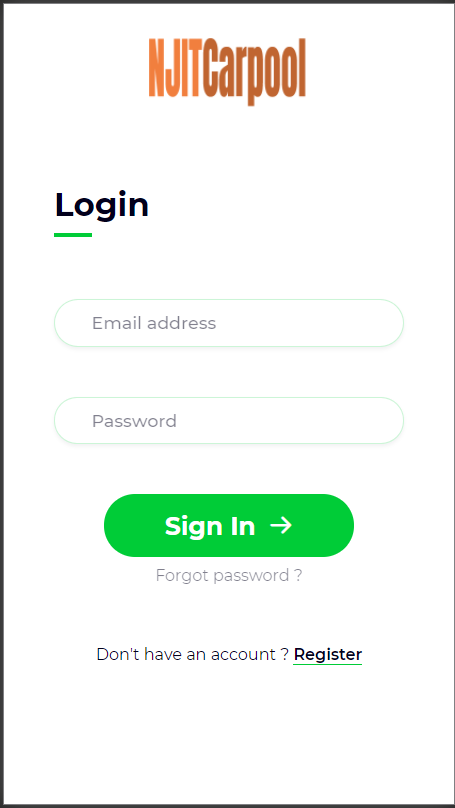 NJITCarpool
Login
Email address
Password
Sign In
Forgot password ?
Don't have an account ? Register